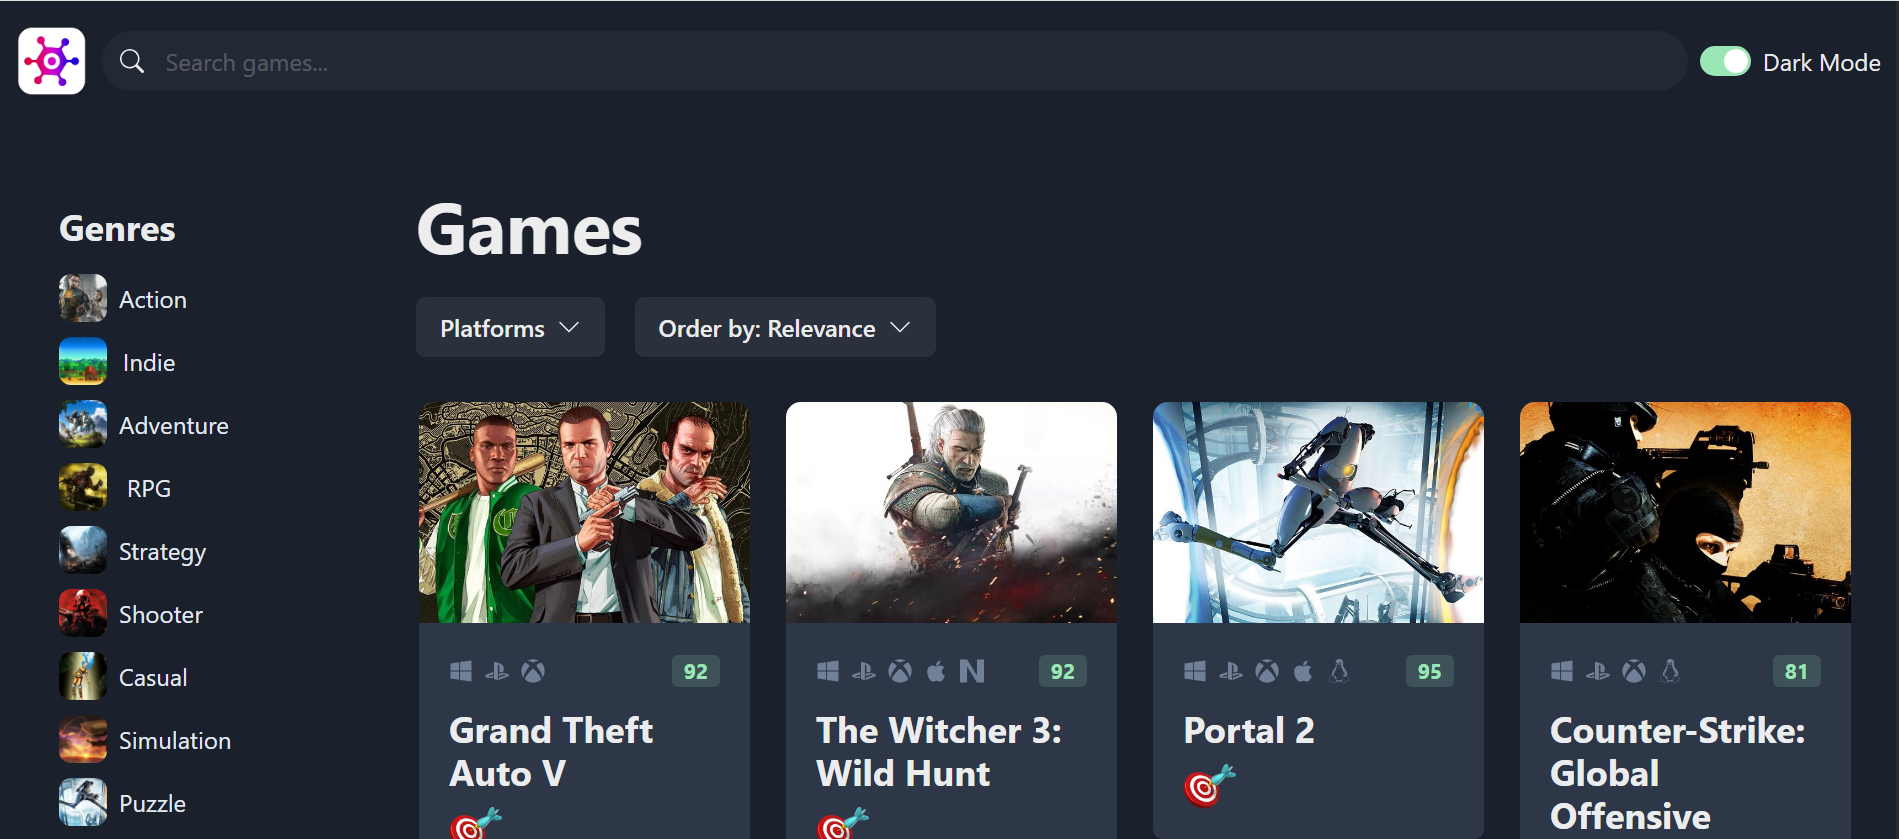 Search games...
Dark Mode
Genres
Action
Indie
Adventure
RPG
Strategy
Shooter
Casual
Simulation
Puzzle
Games
Platforms
Order by: Relevance
92
Grand Theft
Auto V
92
The Witcher 3:
Wild Hunt
95
Portal 2
81
Counter-Strike:
Global
Offensive